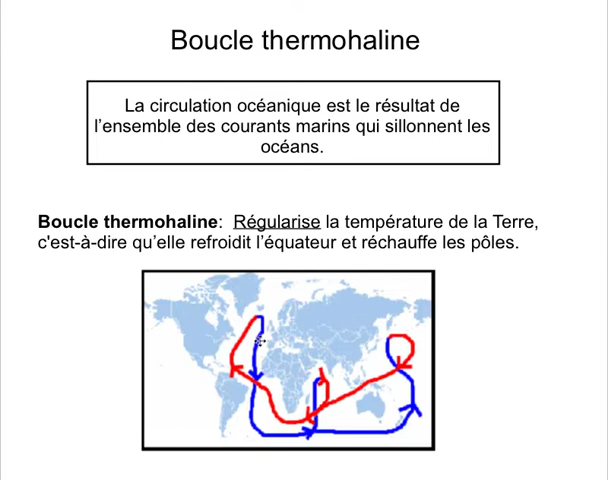 Boucle thermohaline
La circulation océanique est le résultat de
l'ensemble des courants marins qui sillonnent les
océans.
Boucle thermohaline:  Régularise la température de la Terre,
c'est-à-dire qu'elle refroidit l'équateur et réchauffe les pôles.